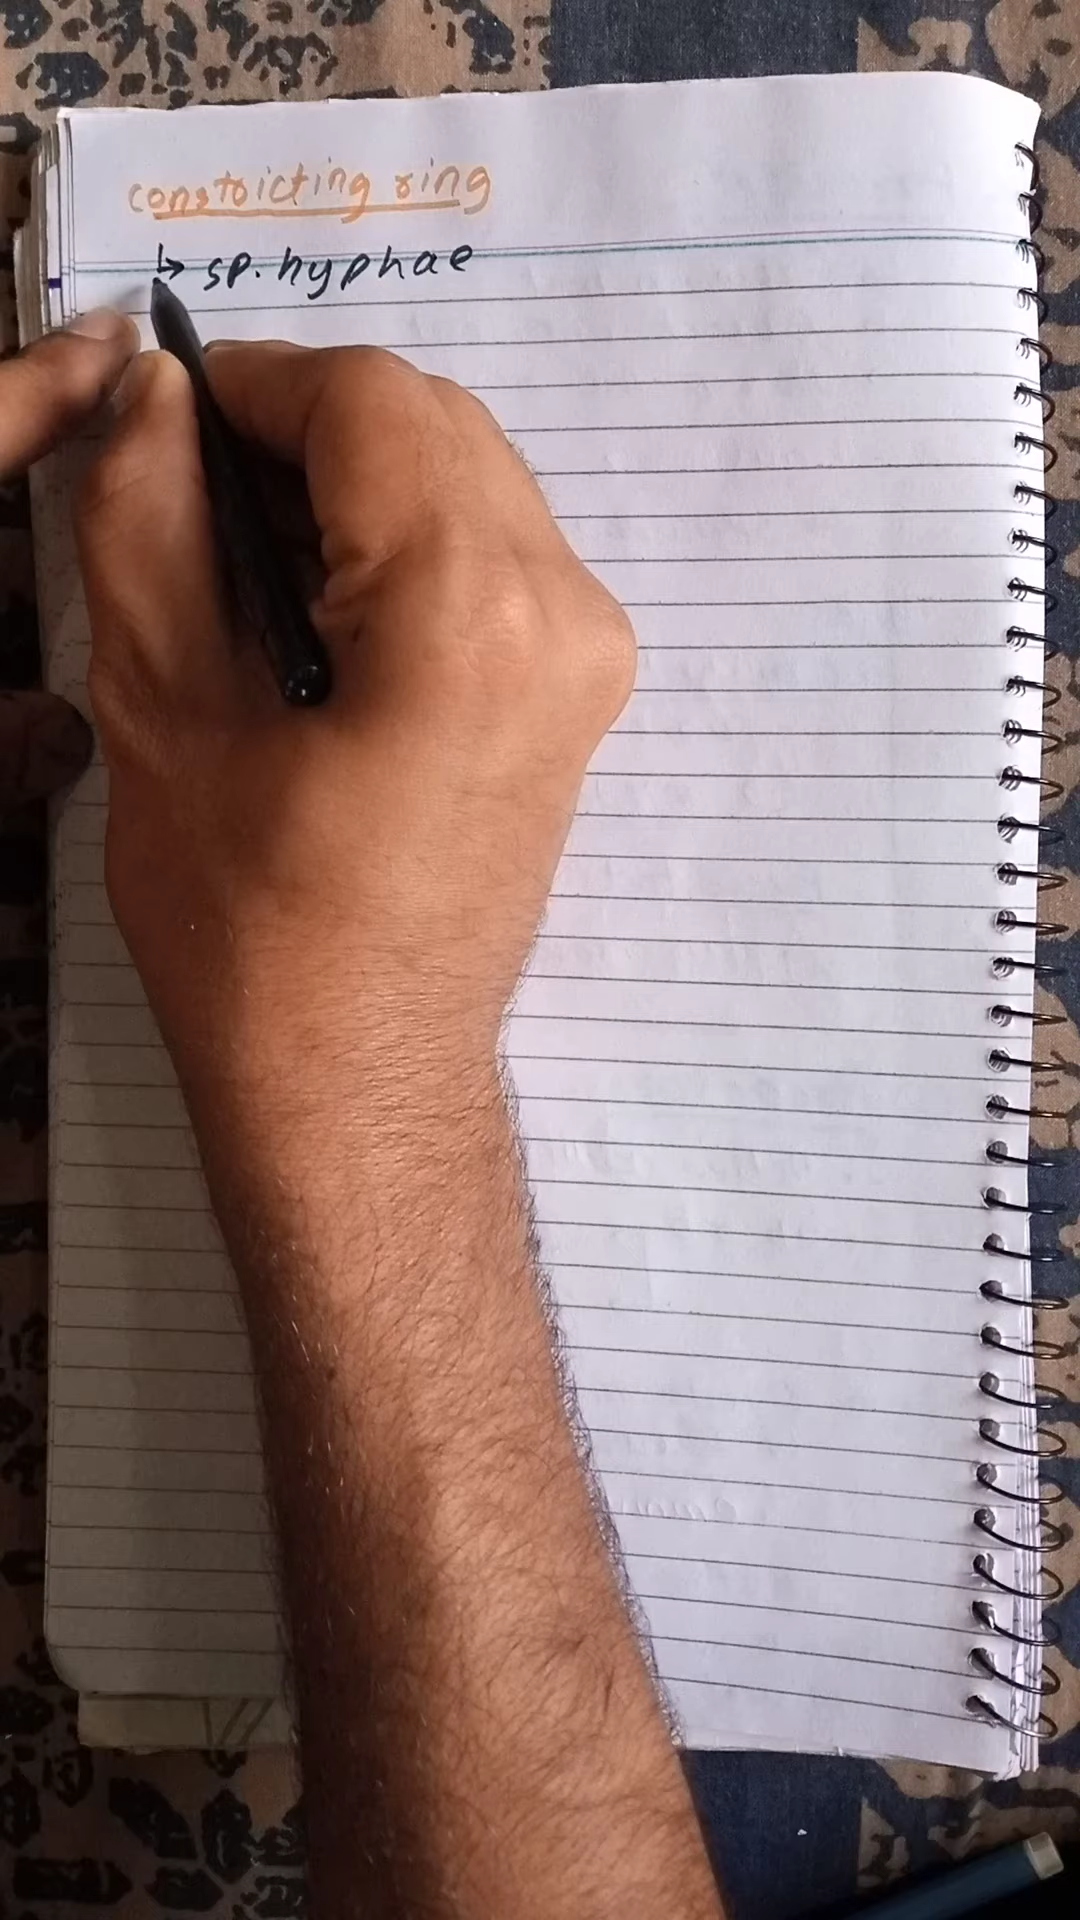 constricting ring
↳ sp. hyphae